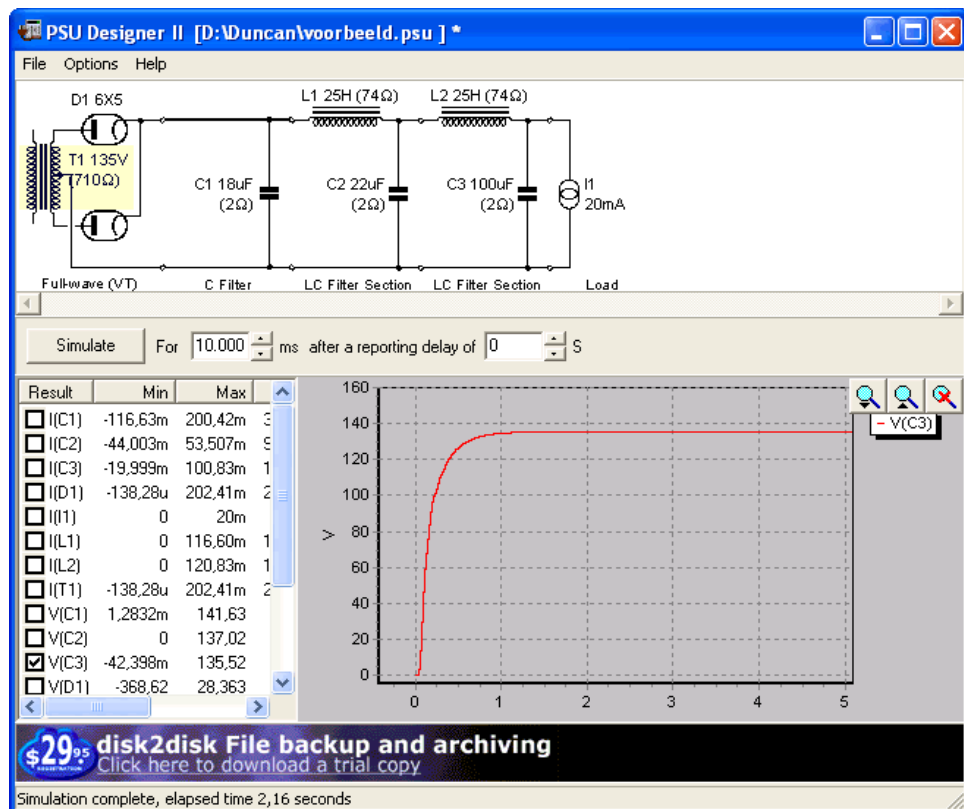 PSU Designer II [D:\Duncan\voorbeeld.psu ] *
File Options Help
D1 6X5
T1 135V
(710Ω)
L1 25H (74Ω)
L2 25H (74Ω)
C1 18uF
(2Ω)
C2 22uF
(2Ω)
C3 100uF
(2Ω)
I1
20mA
Full-wave (VT) C Filter LC Filter Section LC Filter Section Load
Simulate For 10.000 ms after a reporting delay of 0 S
Result Min Max
I(C1) -116,63m 200,42m 3
I(C2) -44,003m 53,507m 9
I(C3) -19,999m 100,83m 1
I(D1) -138,28u 202,41m 2
I(I1) 0 20m
I(L1) 0 116,60m 1
I(L2) 0 120,83m 1
I(T1) -138,28u 202,41m 2
V(C1) 1,2832m 141,63
V(C2) 0 137,02
V(C3) -42,398m 135,52
V(D1) -368,62 28,363
V
160
140
120
100
80
60
40
20
0
0 1 2 3 4 5
V(C3)
$29.95 disk2disk File backup and archiving
Click here to download a trial copy
Simulation complete, elapsed time 2,16 seconds